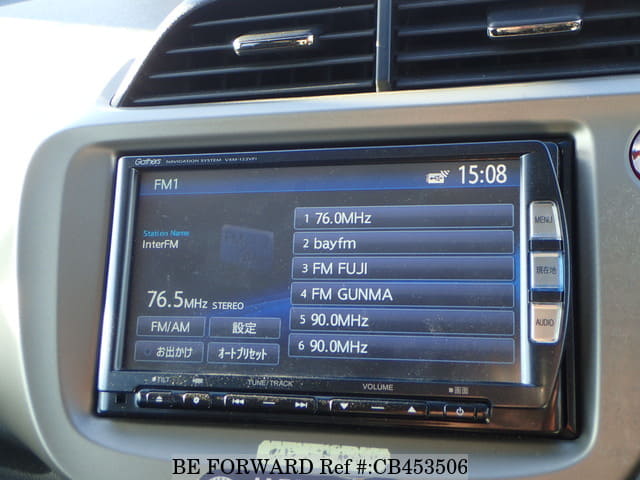 Gathers NAVIGATION SYSTEM VXM-122VFi
FM1
15:08
Station Name
InterFM
76.5MHz STEREO
FM/AM
設定
お出かけ
オートプリセット
1 76.0MHz
2 bayfm
3 FM FUJI
4 FM GUNMA
5 90.0MHz
6 90.0MHz
MENU
現在地
AUDIO
TILT
TUNE/TRACK
VOLUME
画面
BE FORWARD Ref #:CB453506